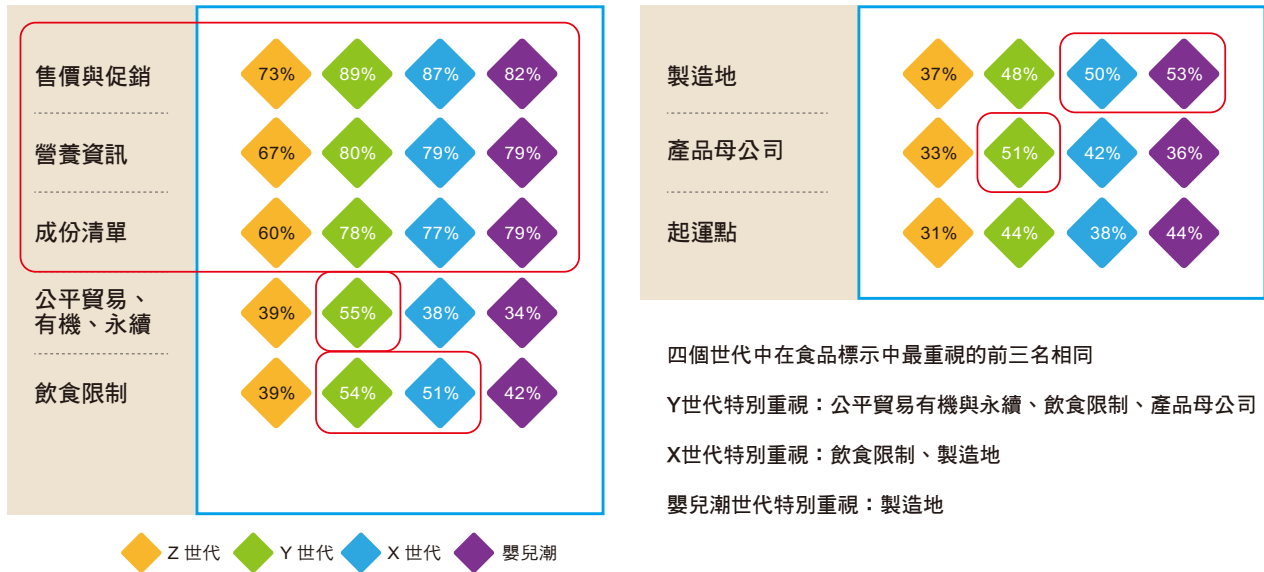 售價與促銷 73% 89% 87% 82%
營養資訊 67% 80% 79% 79%
成份清單 60% 78% 77% 79%
公平貿易、
有機、永續 39% 55% 38% 34%
飲食限制 39% 54% 51% 42%
Z 世代 Y 世代 X 世代 嬰兒潮
製造地 37% 48% 50% 53%
產品母公司 33% 51% 42% 36%
起運點 31% 44% 38% 44%
四個世代中在食品標示中最重視的前三名相同
Y世代特別重視：公平貿易有機與永續、飲食限制、產品母公司
X世代特別重視：飲食限制、製造地
嬰兒潮世代特別重視：製造地